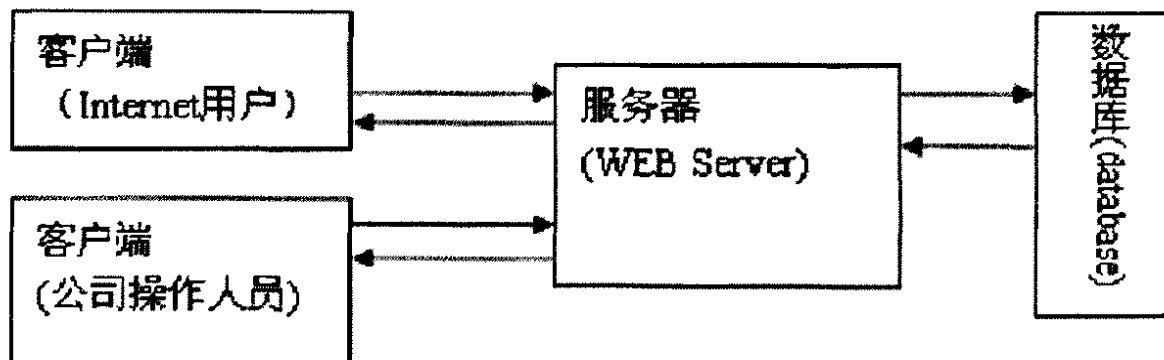 客户端
（Internet用户）
服务器
(WEB Server)
数据库(database)
客户端
(公司操作人员)